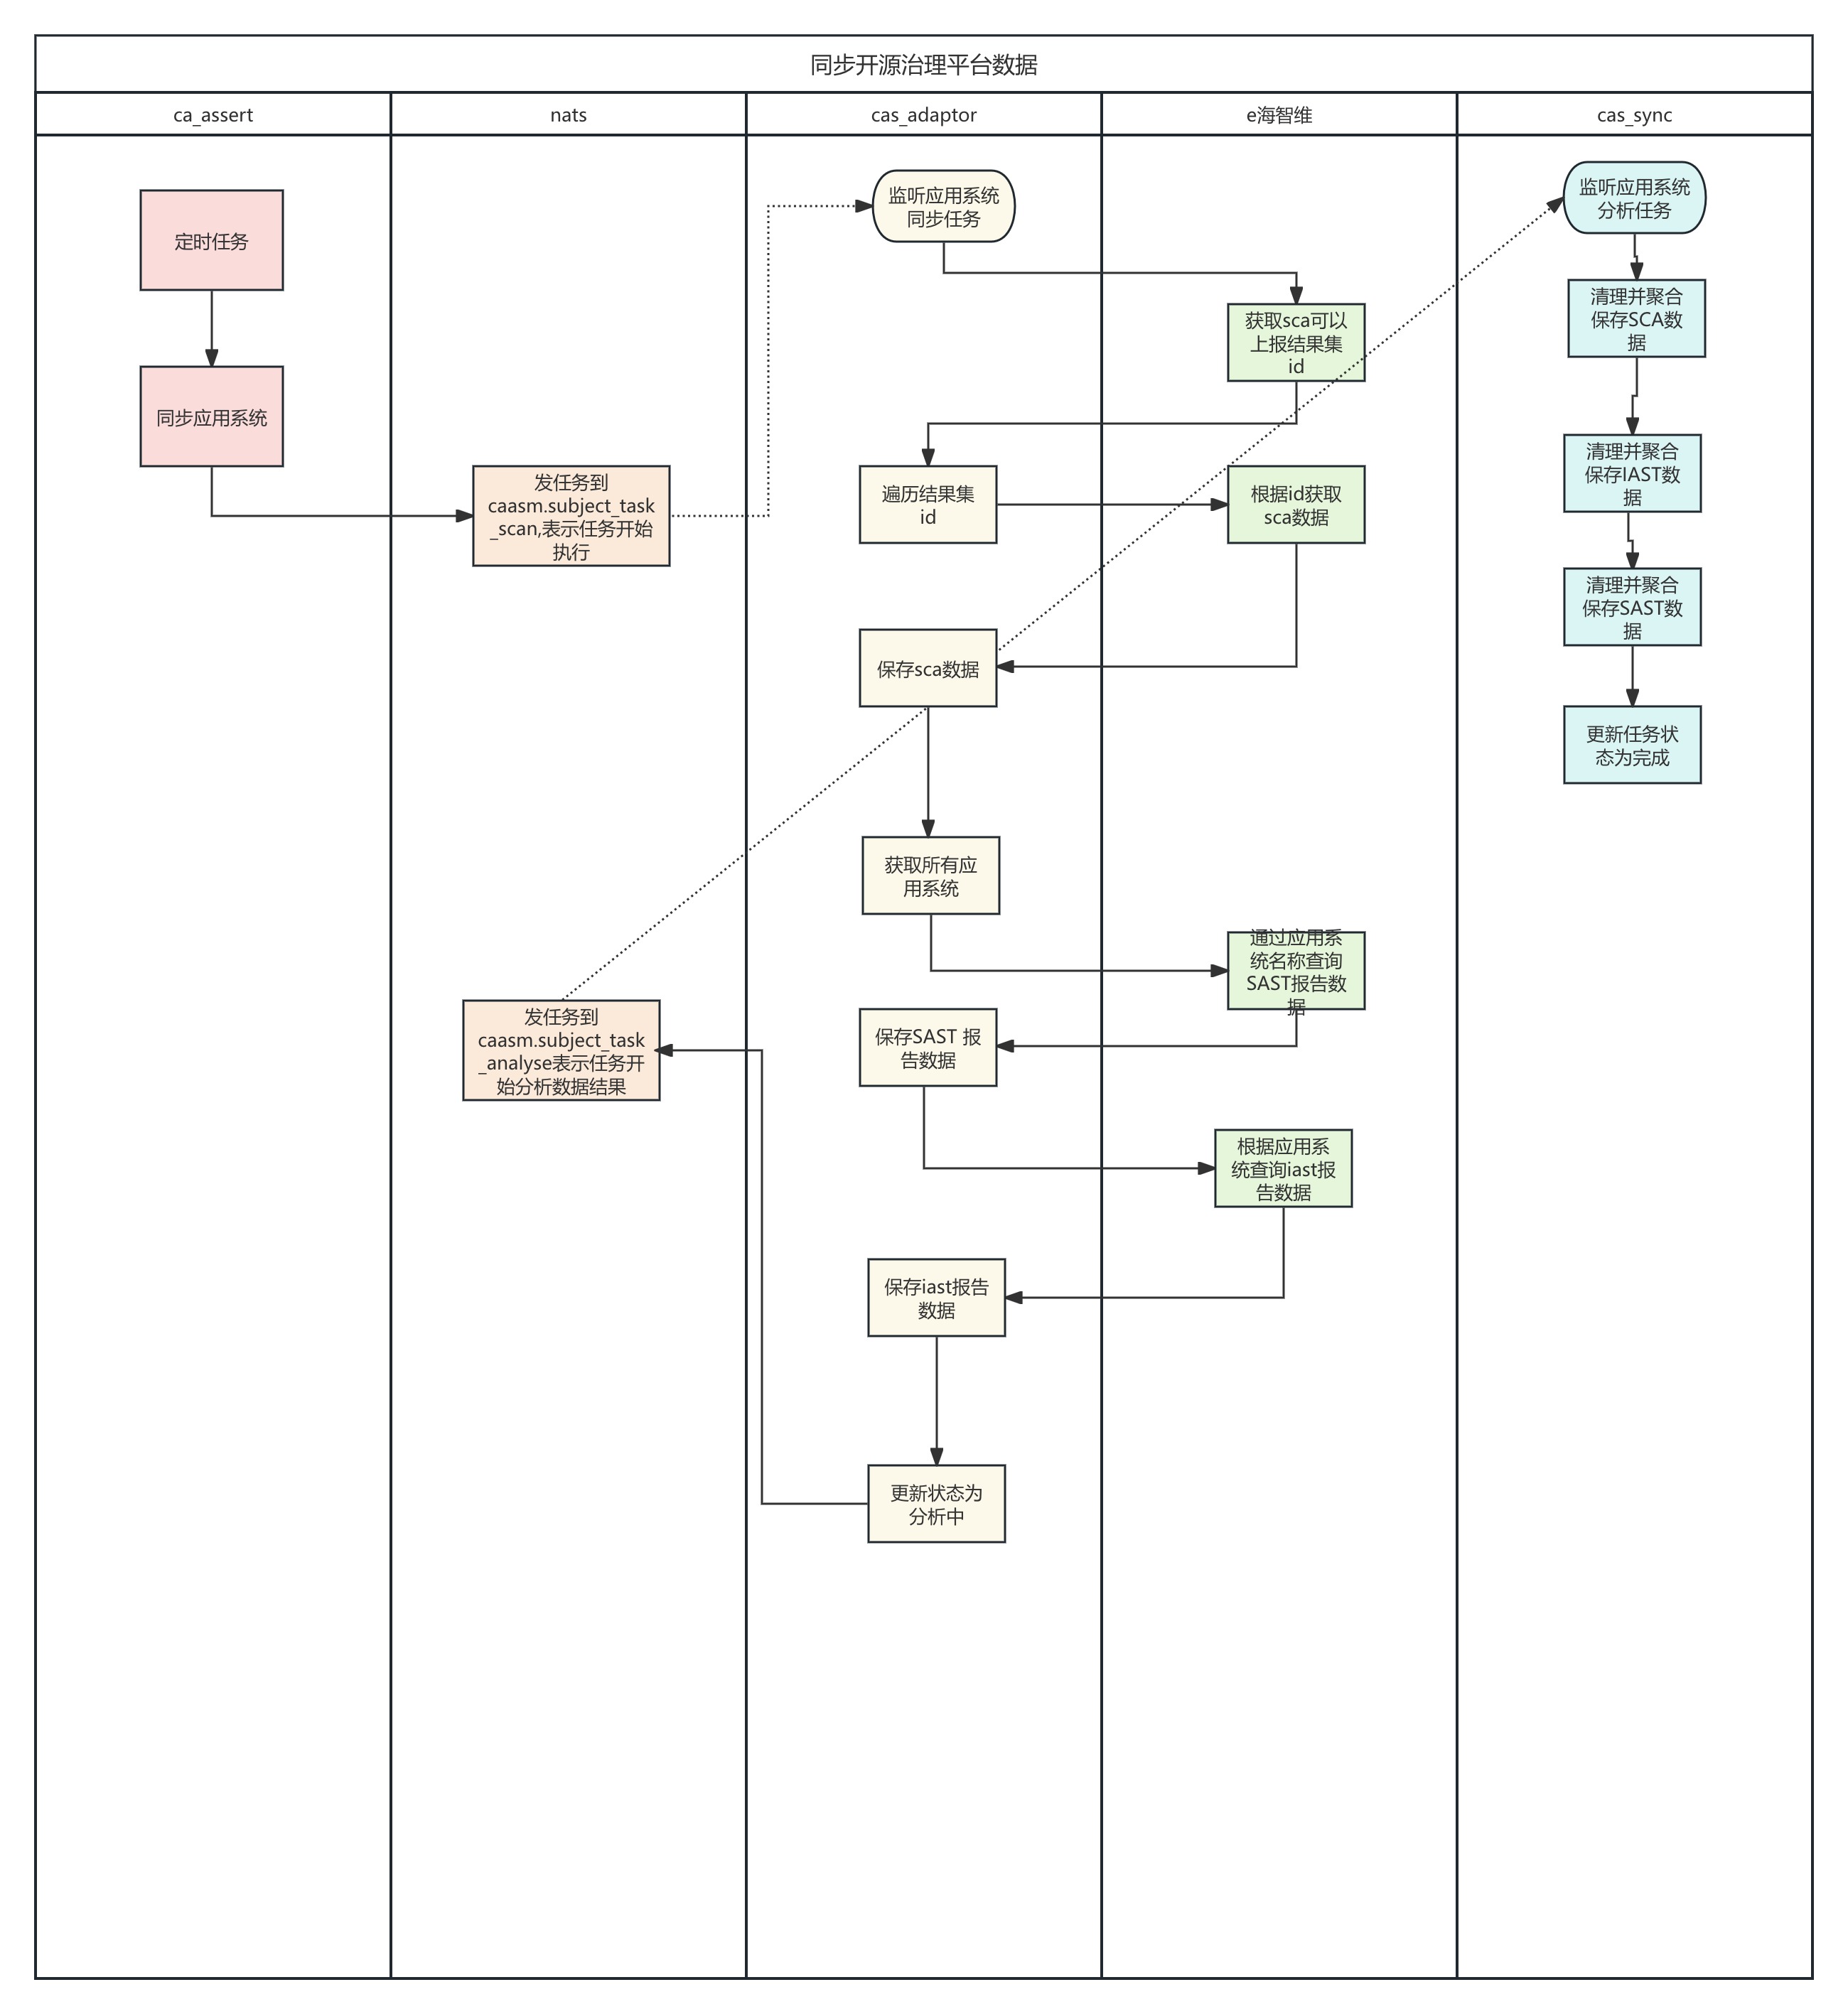 同步开源治理平台数据
ca_assert
nats
cas_adaptor
e海智维
cas_sync
定时任务
同步应用系统
发任务到
caasm.subject_task
_scan,表示任务开始
执行
发任务到
caasm.subject_task
_analyse表示任务开
始分析数据结果
监听应用系统
同步任务
遍历结果集
id
保存sca数据
获取所有应
用系统
保存SAST 报
告数据
保存iast报告
数据
更新状态为
分析中
获取sca可以
上报结果集
id
根据id获取
sca数据
通过应用系
统名称查询
SAST报告数
据
根据应用系
统查询iast报
告数据
监听应用系统
分析任务
清理并聚合
保存SCA数
据
清理并聚合
保存IAST数
据
清理并聚合
保存SAST数
据
更新任务状
态为完成